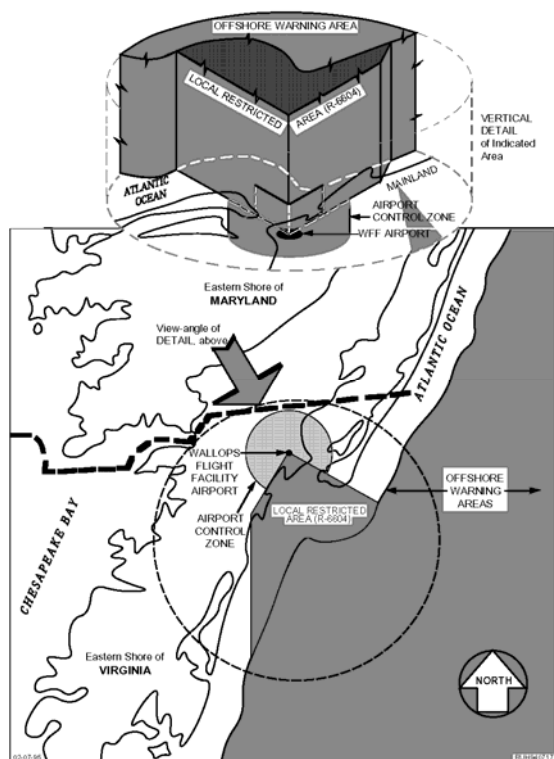 OFFSHORE WARNING AREA
LOCAL RESTRICTED
AREA (R-6604)
VERTICAL
DETAIL
of Indicated
Area
ATLANTIC
OCEAN
MAINLAND
AIRPORT
CONTROL ZONE
WFF AIRPORT
Eastern Shore of
MARYLAND
View-angle
of
DETAIL, above
ATLANTIC OCEAN
WALLOPS
FLIGHT
FACILITY
AIRPORT
AIRPORT
CONTROL
ZONE
LOCAL RESTRICTED
AREA (R-6604)
OFFSHORE
WARNING
AREAS
CHESAPEAKE BAY
Eastern Shore of
VIRGINIA
NORTH